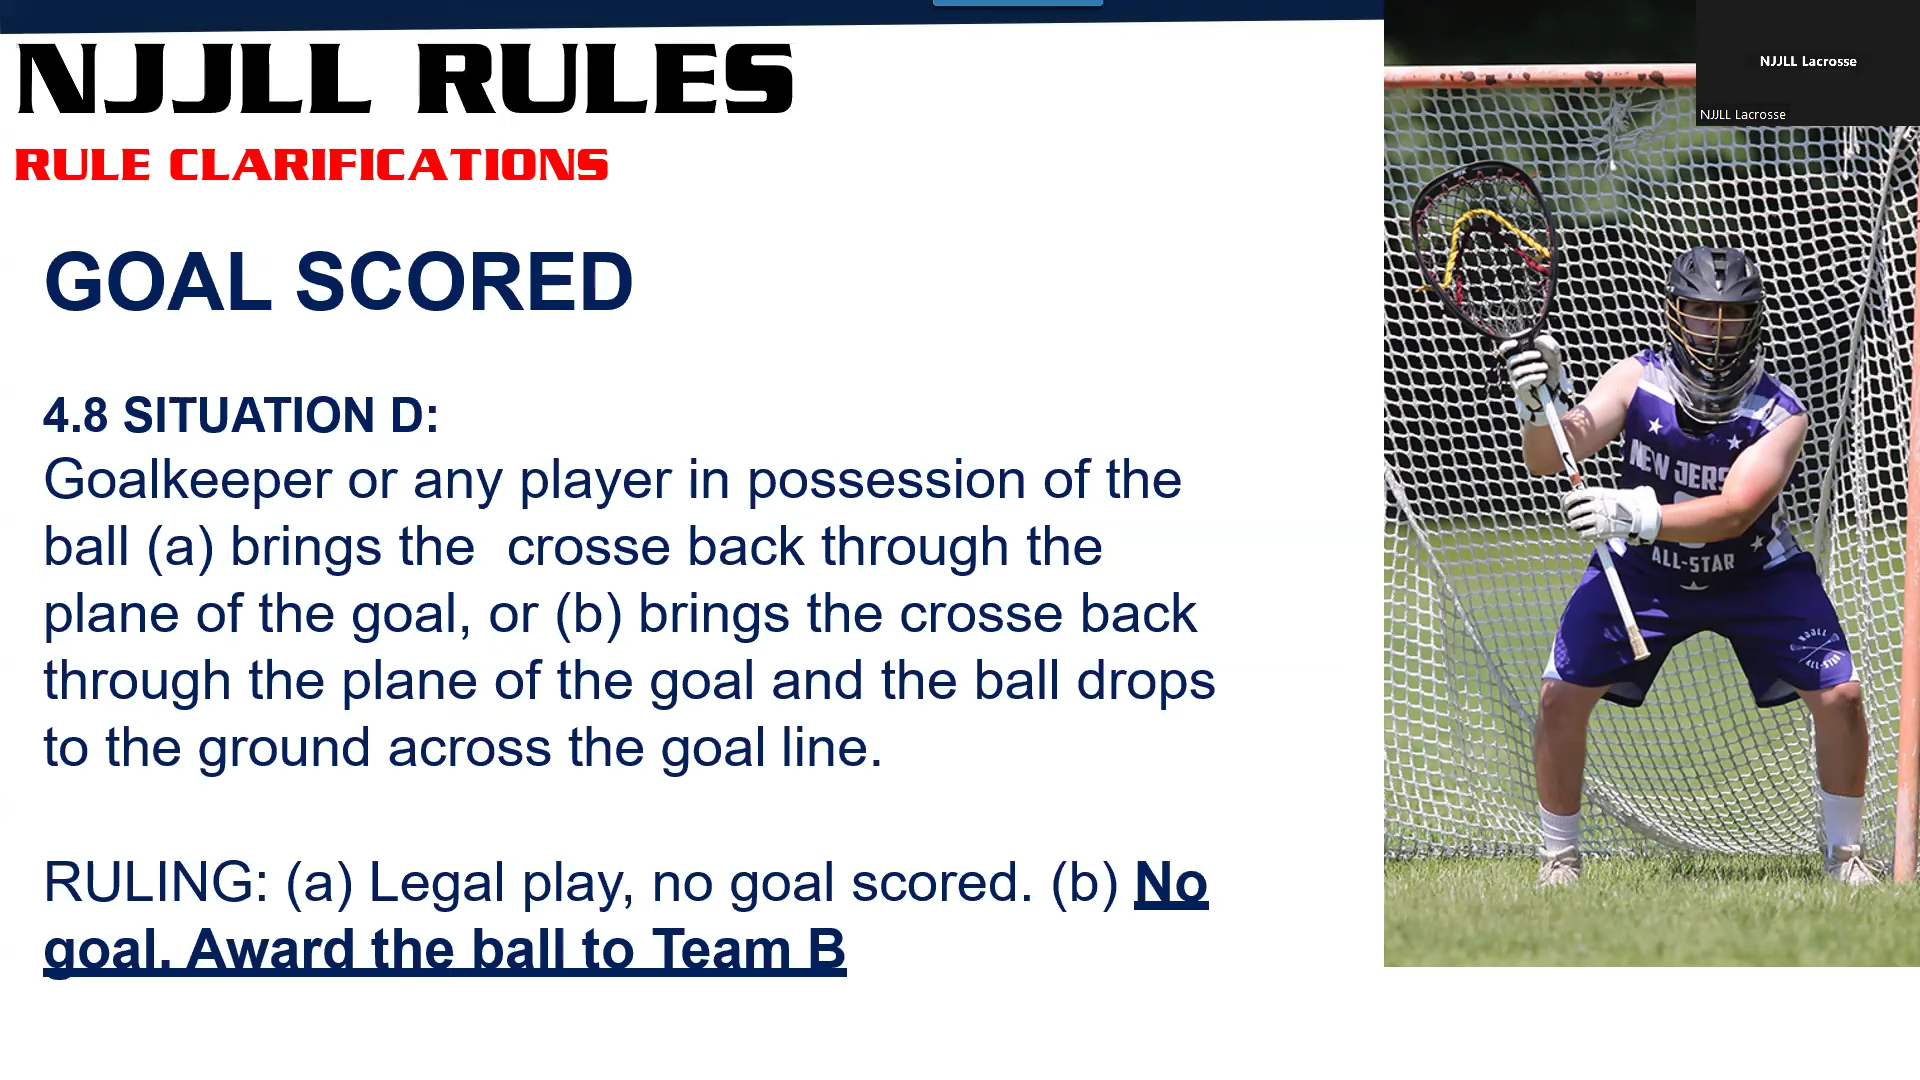 NJJLL Lacrosse
NJJLL Lacrosse
NJJLL RULES
RULE CLARIFICATIONS
GOAL SCORED
4.8 SITUATION D:
Goalkeeper or any player in possession of the
ball (a) brings the  crosse back through the
plane of the goal, or (b) brings the crosse back
through the plane of the goal and the ball drops
to the ground across the goal line.
RULING: (a) Legal play, no goal scored. (b) No
goal. Award the ball to Team B
NEW JERS
ALL-STAR
NJJLL
ALL-STAR